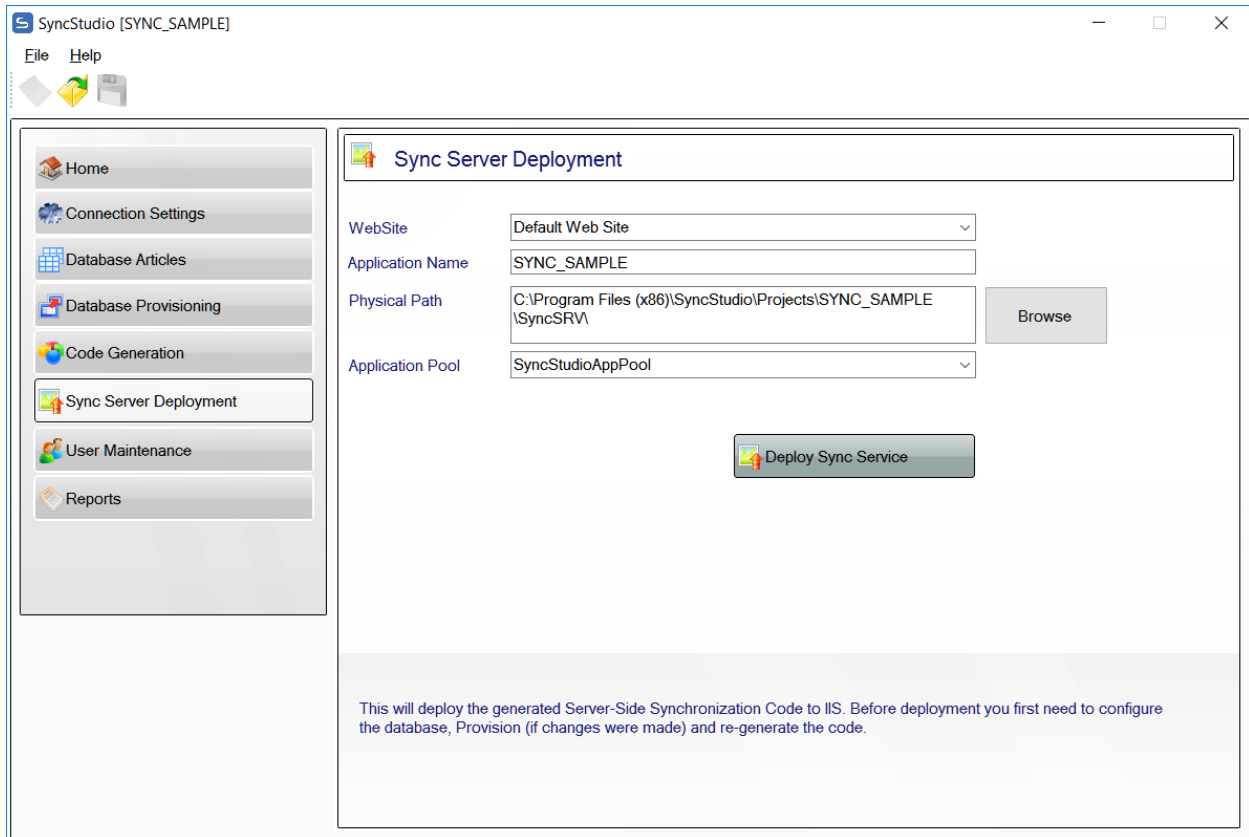 SyncStudio [SYNC_SAMPLE]
File Help
Home
Connection Settings
Database Articles
Database Provisioning
Code Generation
Sync Server Deployment
User Maintenance
Reports
Sync Server Deployment
WebSite
Default Web Site
Application Name
SYNC_SAMPLE
Physical Path
C:\Program Files (x86)\SyncStudio\Projects\SYNC_SAMPLE
\SyncSRV\
Browse
Application Pool
SyncStudioAppPool
Deploy Sync Service
This will deploy the generated Server-Side Synchronization Code to IIS. Before deployment you first need to configure
the database, Provision (if changes were made) and re-generate the code.